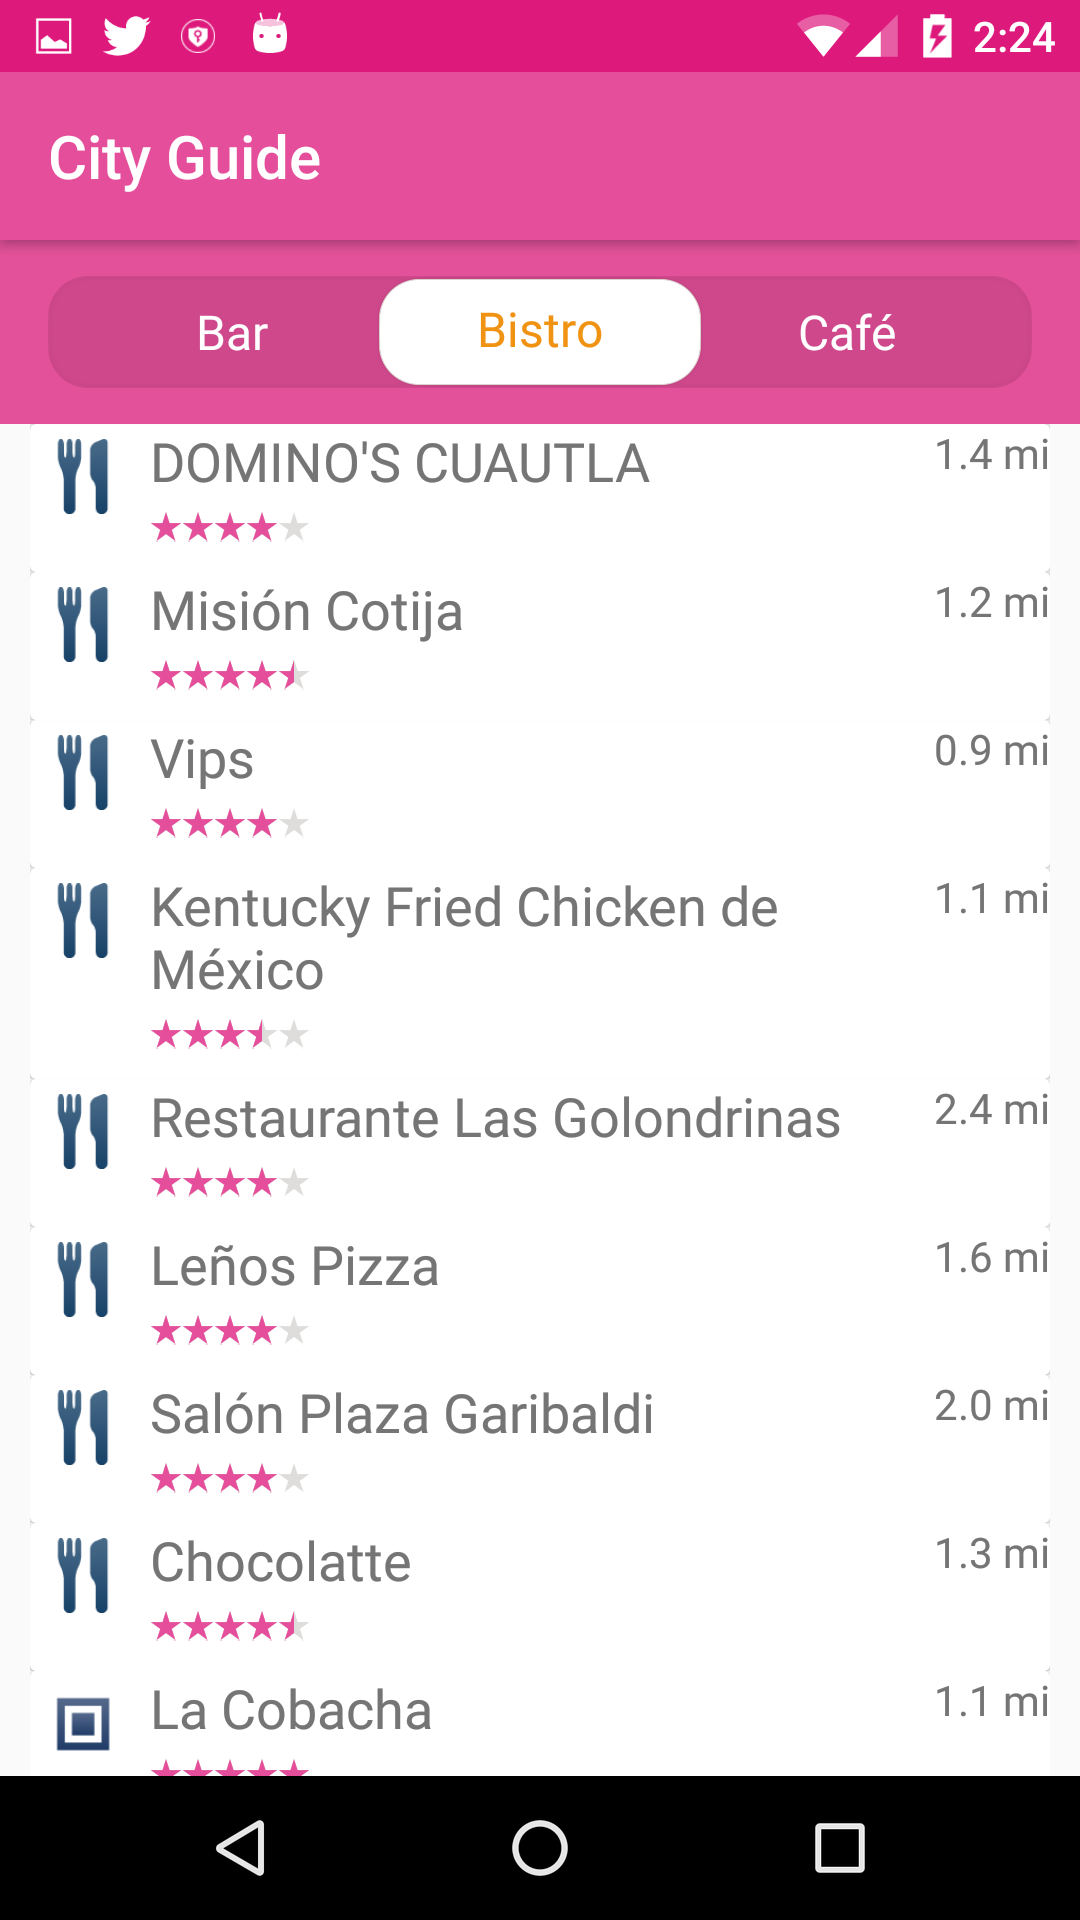 2:24
City Guide
Bar Bistro Café
DOMINO'S CUAUTLA 1.4 mi
Misión Cotija 1.2 mi
Vips 0.9 mi
Kentucky Fried Chicken de 1.1 mi
México
Restaurante Las Golondrinas 2.4 mi
Leños Pizza 1.6 mi
Salón Plaza Garibaldi 2.0 mi
Chocolatte 1.3 mi
La Cobacha 1.1 mi